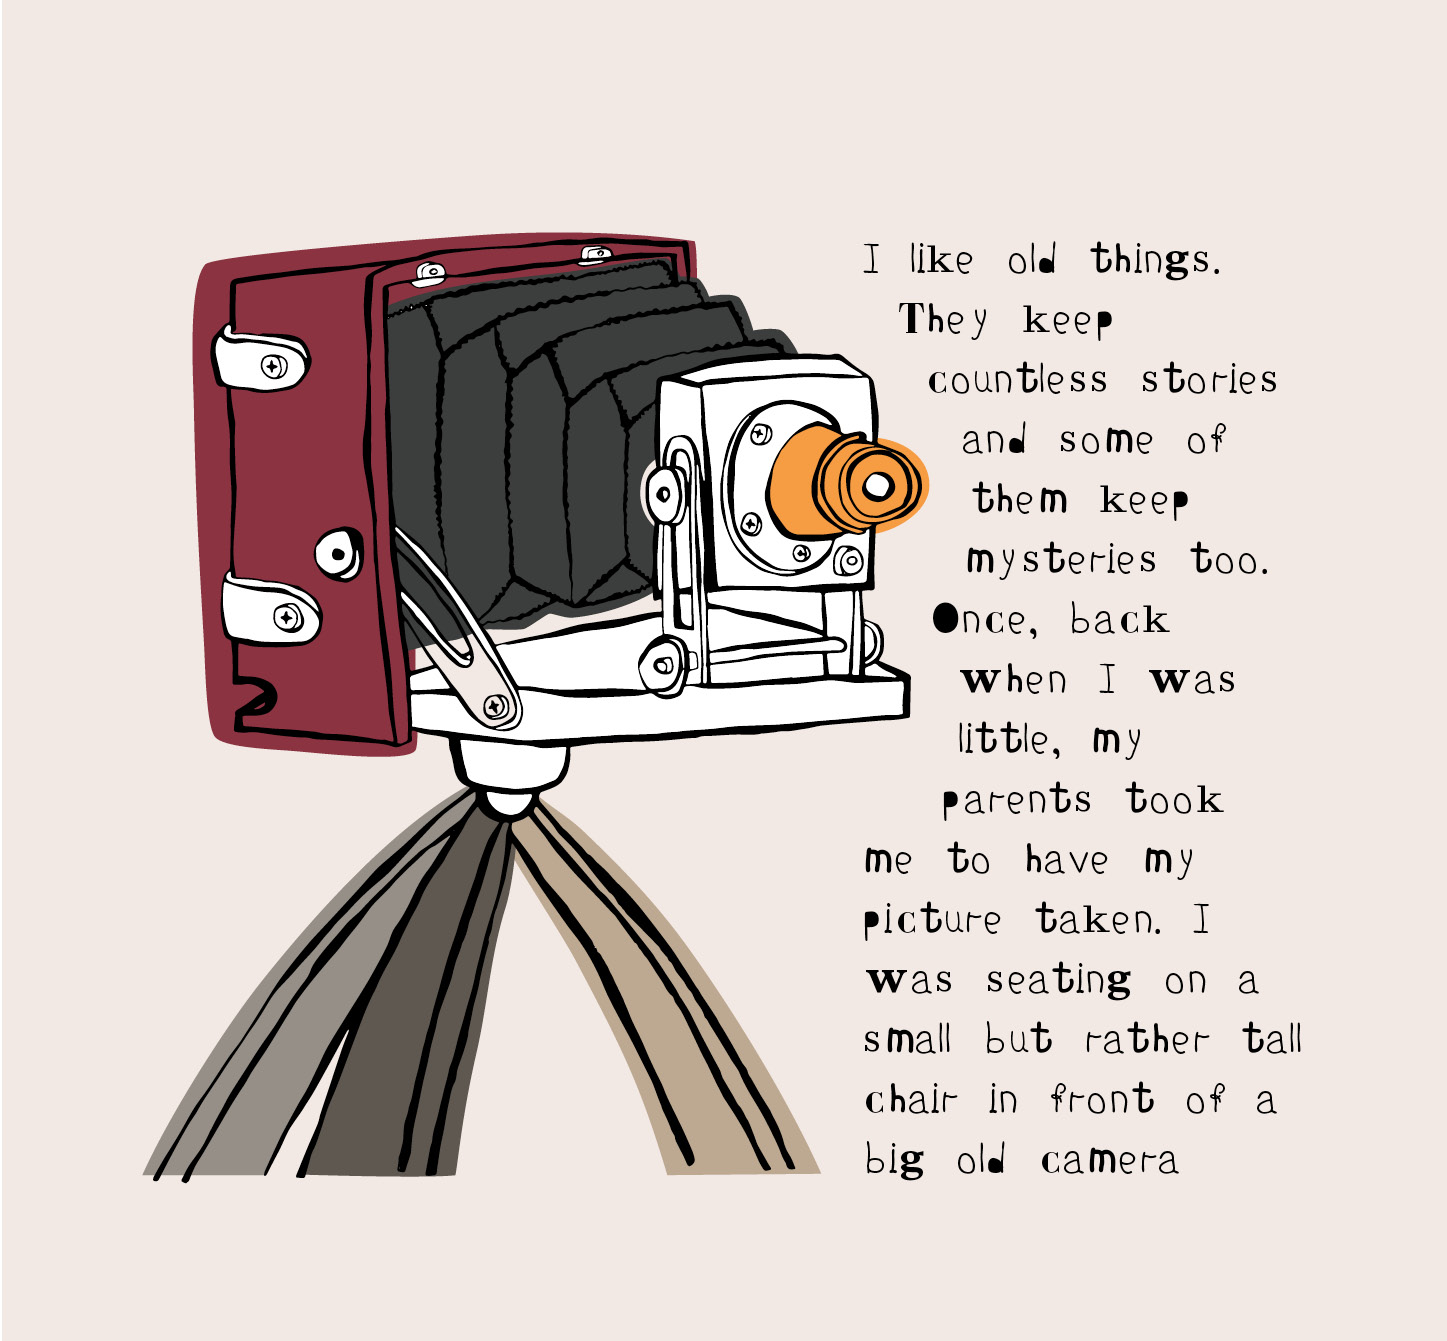 I like old things.
They keep
countless stories
and some of
them keep
mysteries too.
Once, back
when I was
little, my
parents took
me to have my
picture taken. I
was seating on a
small but rather tall
chair in front of a
big old camera